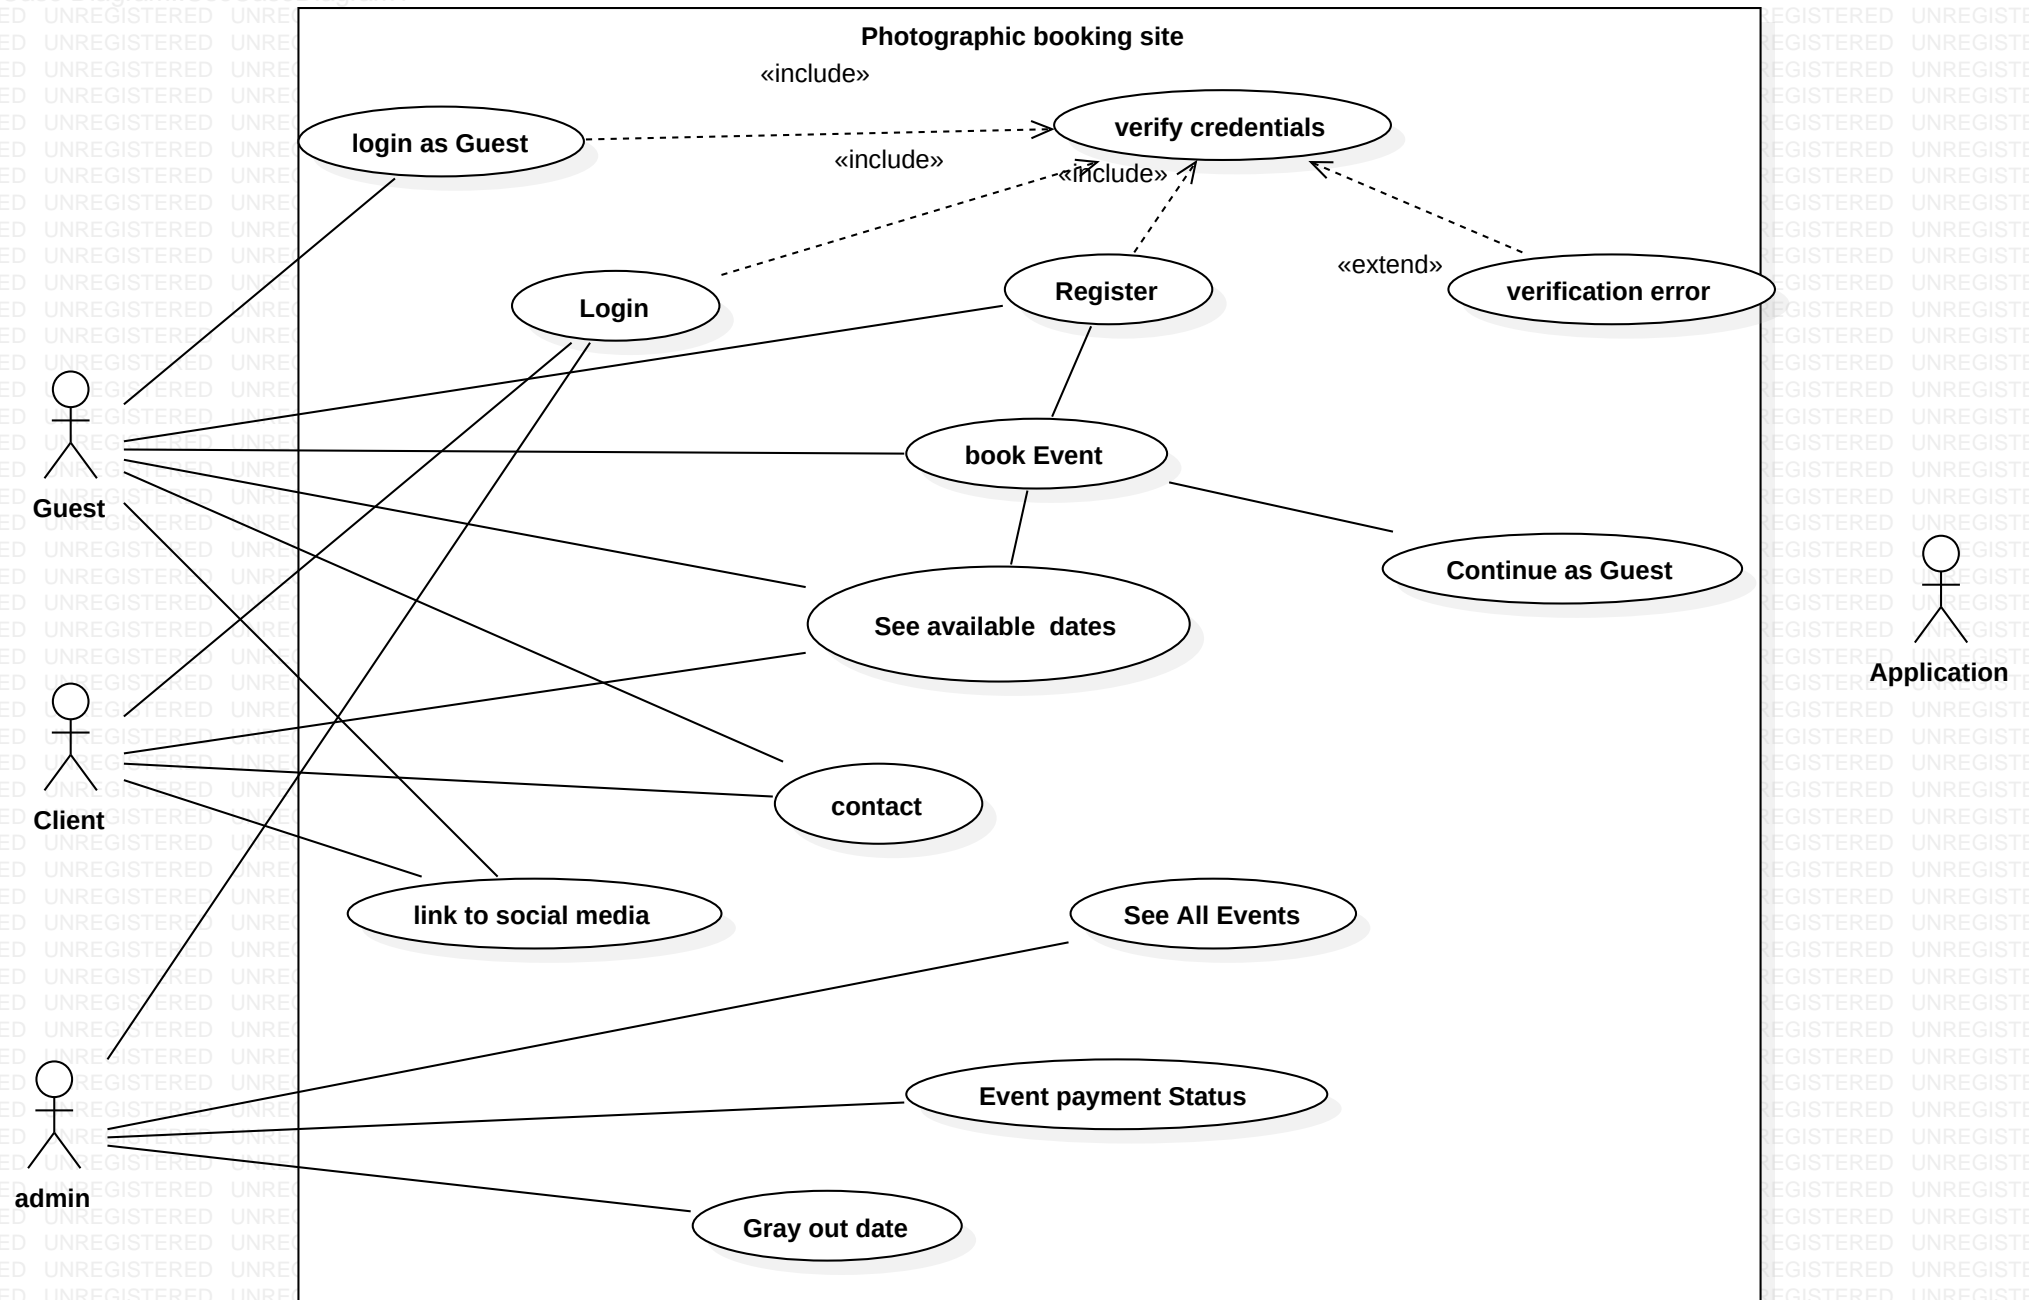 Photographic booking site
«include»
login as Guest
verify credentials
«include»
«include»
Login
Register
«extend»
verification error
Guest
book Event
Continue as Guest
See available dates
Application
Client
contact
link to social media
See All Events
Event payment Status
admin
Gray out date
UNREGISTERED